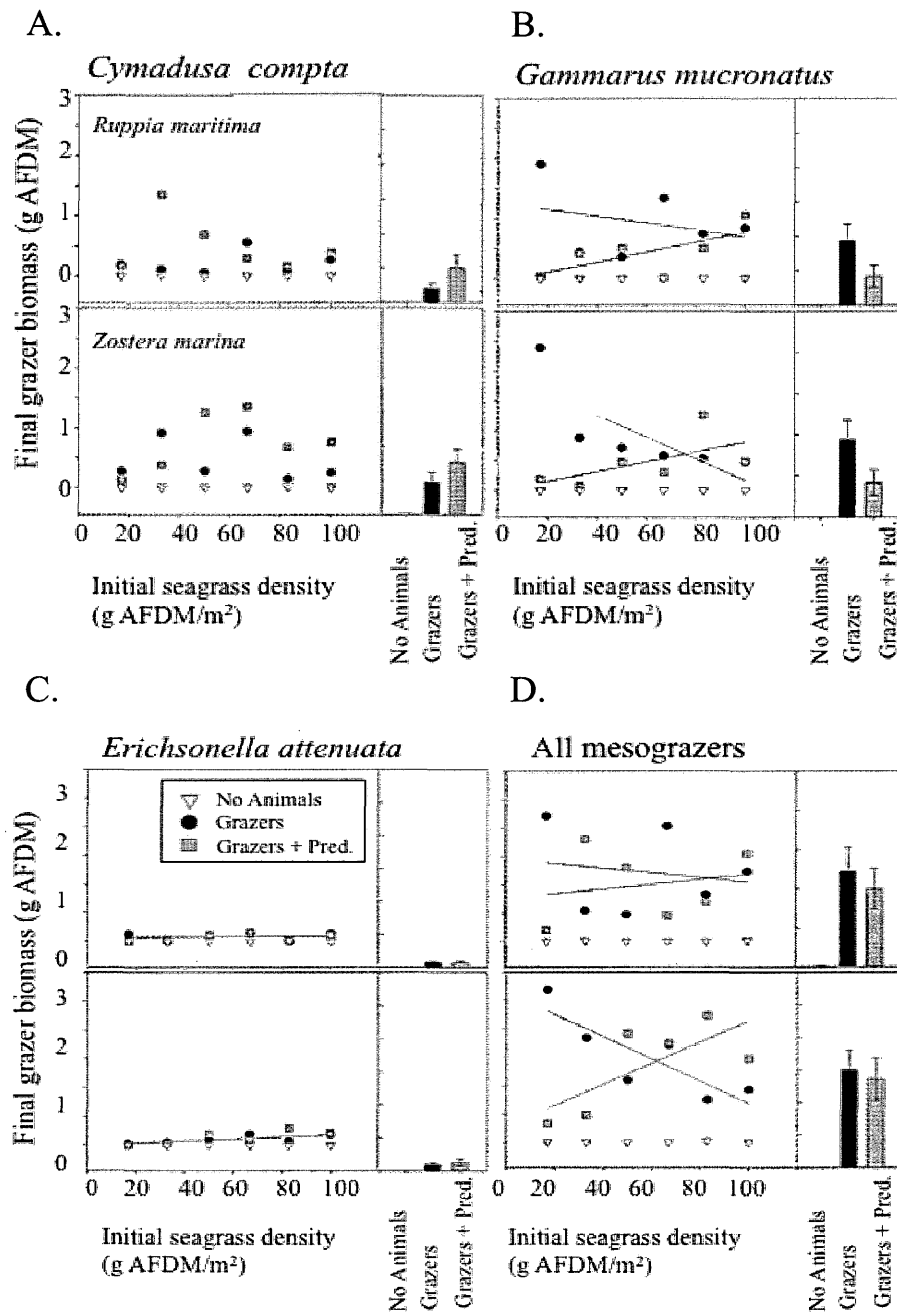 A.
Cymadusa compta
B.
Gammarus mucronatus
Final grazer biomass (g AFDM)
3
2
1
0
Ruppia maritima
3
2
1
0
Zostera marina
0 20 40 60 80 100
Initial seagrass density
(g AFDM/m²)
No Animals
Grazers
Grazers + Pred.
0 20 40 60 80 100
Initial seagrass density
(g AFDM/m²)
No Animals
Grazers
Grazers + Pred.
C.
Erichsonella attenuata
D.
All mesograzers
Final grazer biomass (g AFDM)
3
2
1
0
No Animals
Grazers
Grazers + Pred.
3
2
1
0
0 20 40 60 80 100
Initial seagrass density
(g AFDM/m²)
No Animals
Grazers
Grazers + Pred.
0 20 40 60 80 100
Initial seagrass density
(g AFDM/m²)
No Animals
Grazers
Grazers + Pred.